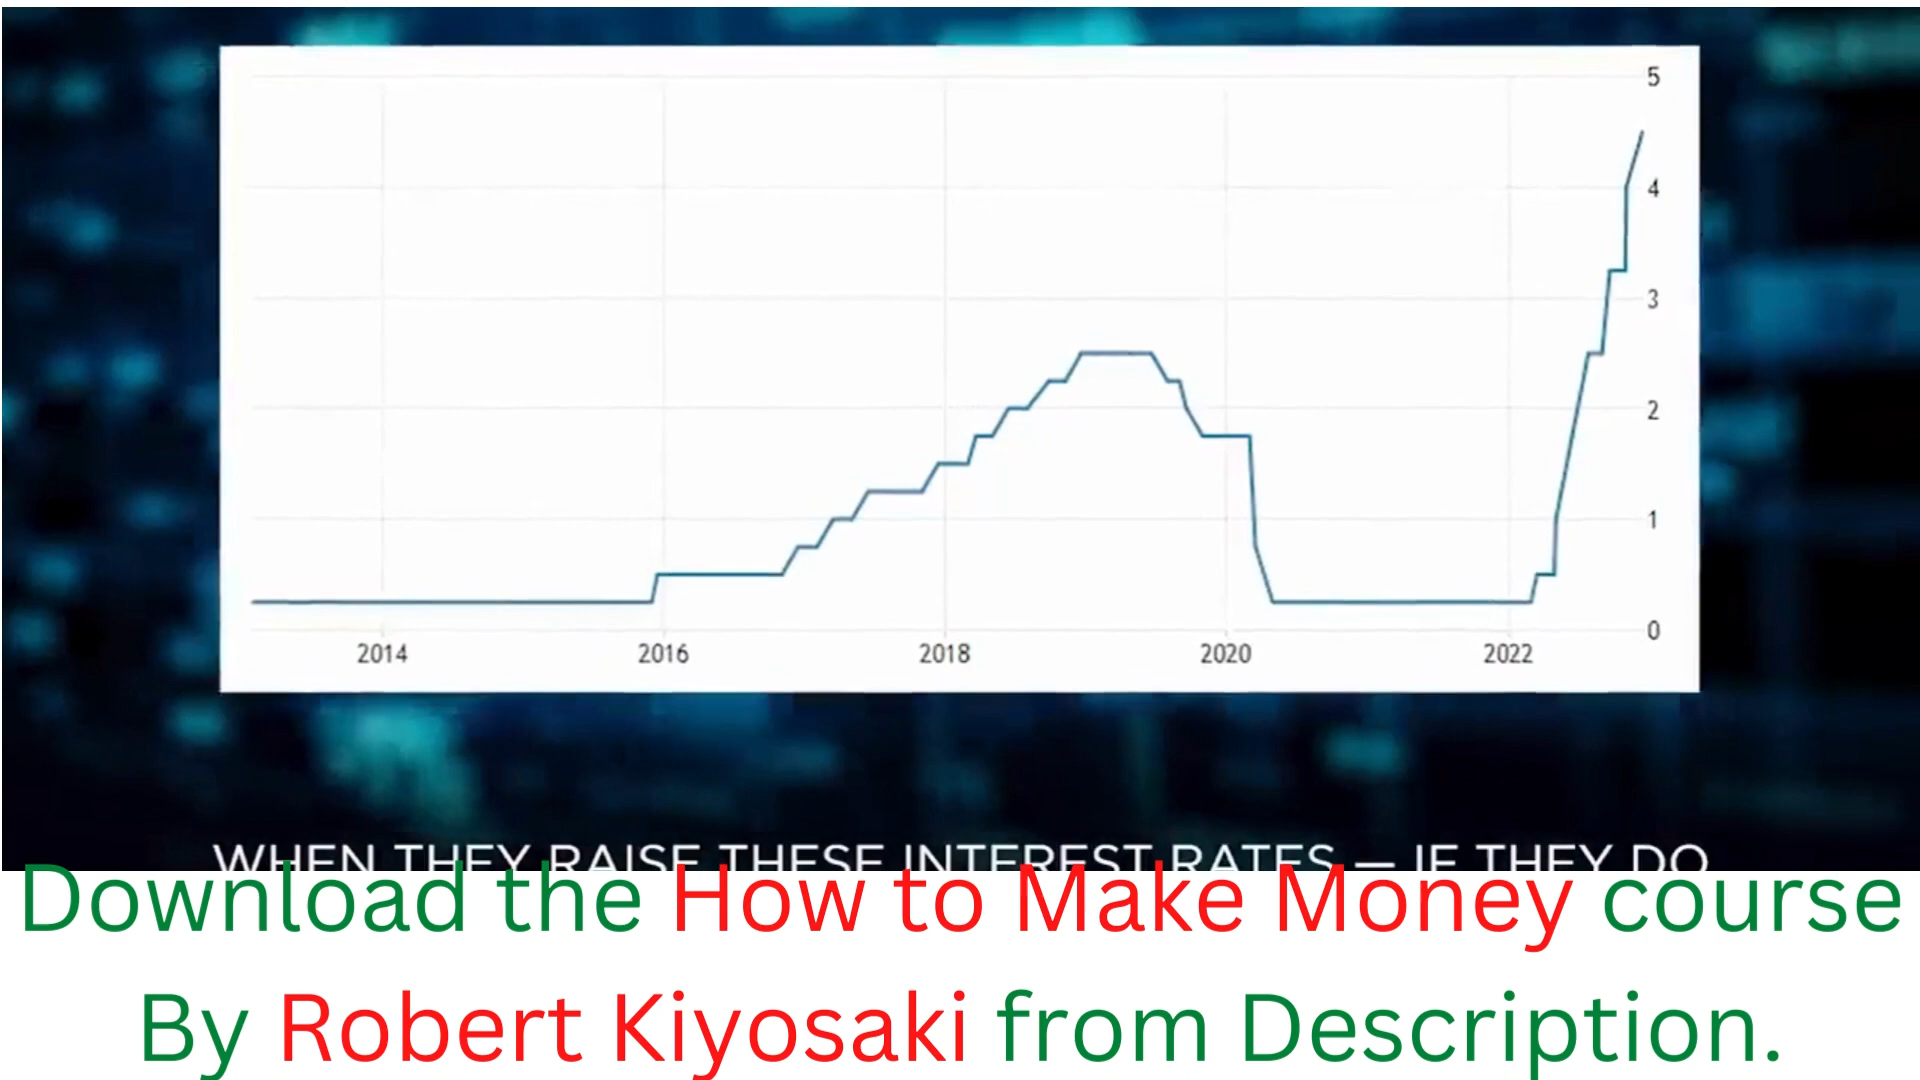 5
4
3
2
1
0
2014 2016 2018 2020 2022
WHEN THEY RAISE THESE INTEREST RATES — IF THEY DO
Download the How to Make Money course
By Robert Kiyosaki from Description.